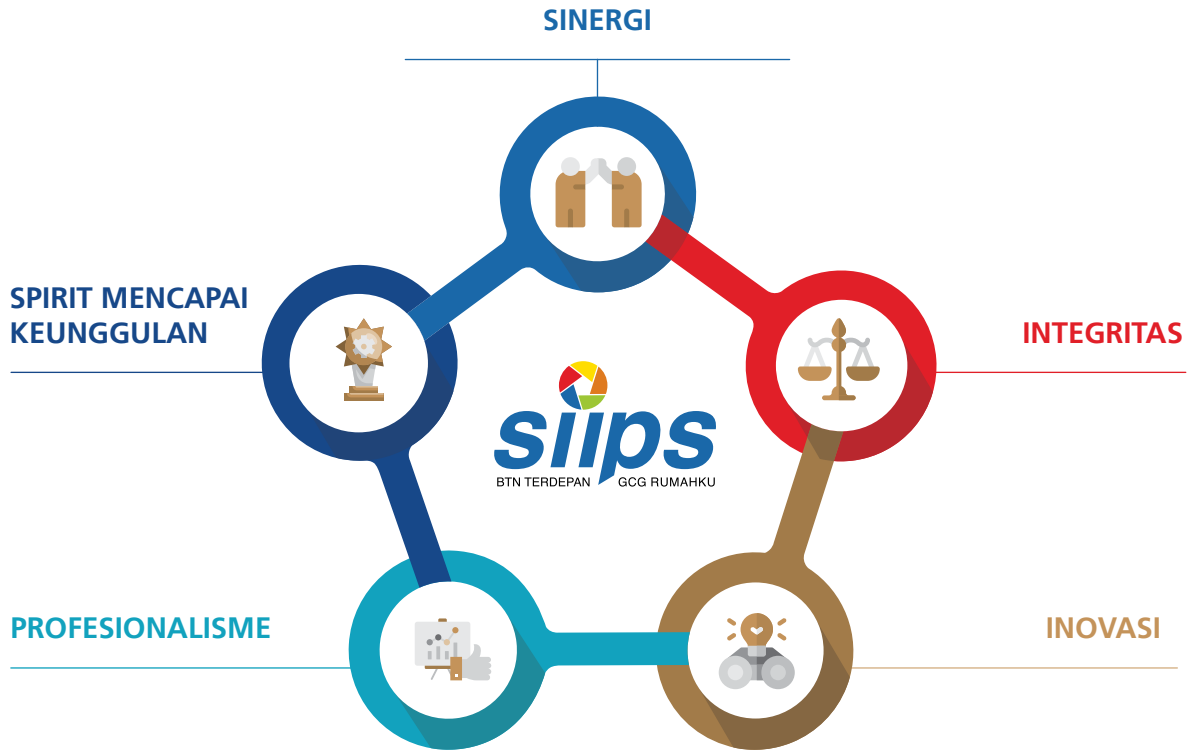 SINERGI
SPIRIT MENCAPAI
KEUNGGULAN
INTEGRITAS
siips
BTN TERDEPAN GCG RUMAHKU
PROFESIONALISME
INOVASI